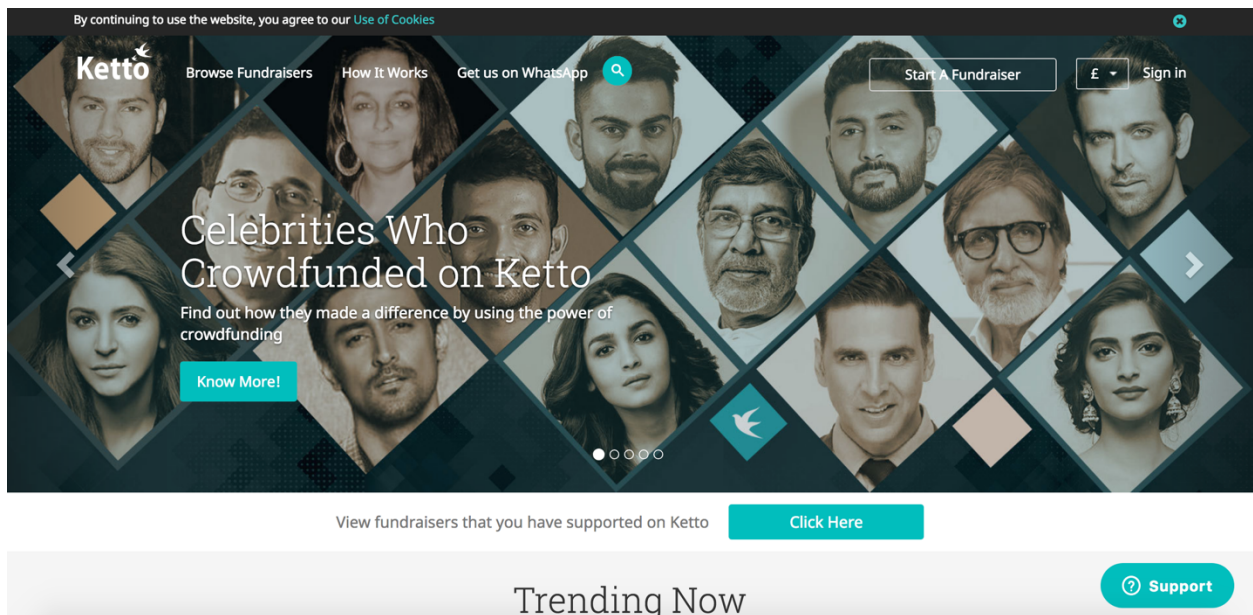 By continuing to use the website, you agree to our Use of Cookies
Ketto
Browse Fundraisers
How It Works
Get us on WhatsApp
Start A Fundraiser
£
Sign in
Celebrities Who
Crowdfunded on Ketto
Find out how they made a difference by using the power of
crowdfunding
Know More!
View fundraisers that you have supported on Ketto
Click Here
Trending Now
Support